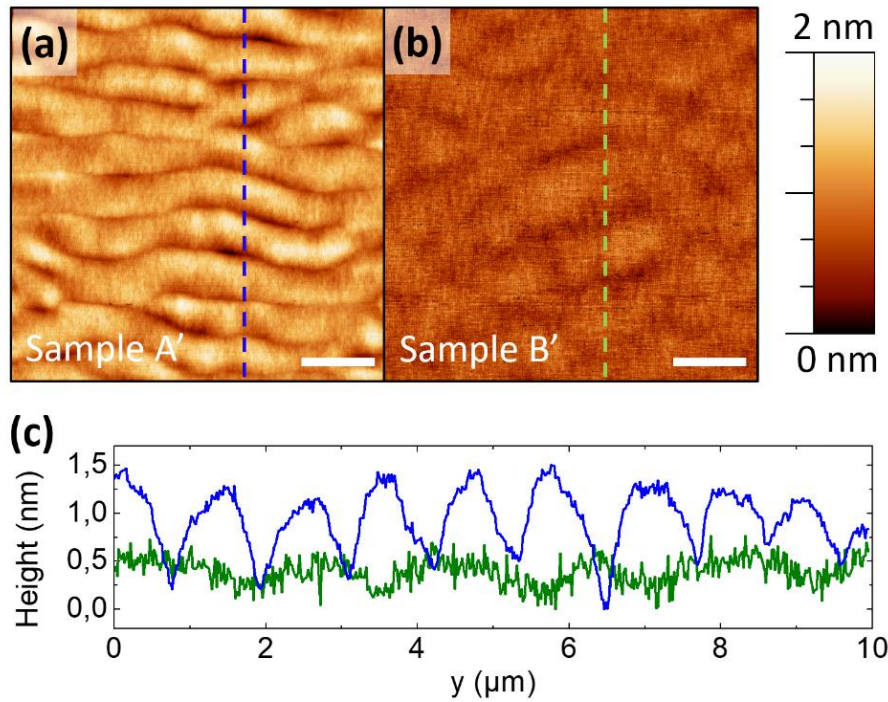 (a)
(b)
2 nm
Sample A’
Sample B’
0 nm
(c)
Height (nm)
1,5
1,0
0,5
0,0
0 2 4 6 8 10
y (μm)